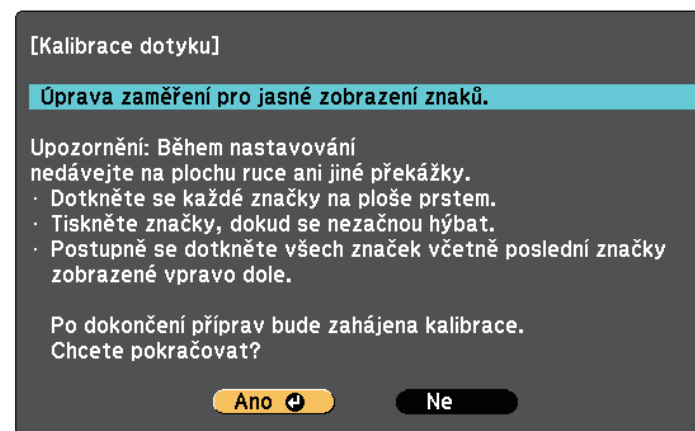 [Kalibrace dotyku]
Úprava zaměření pro jasné zobrazení znaků.
Upozornění: Během nastavování
nedávejte na plochu ruce ani jiné překážky.
· Dotkněte se každé značky na ploše prstem.
· Tiskněte značky, dokud se nezačnou hýbat.
· Postupně se dotkněte všech značek včetně poslední značky
zobrazené vpravo dole.
Po dokončení příprav bude zahájena kalibrace.
Chcete pokračovat?
Ano Ne